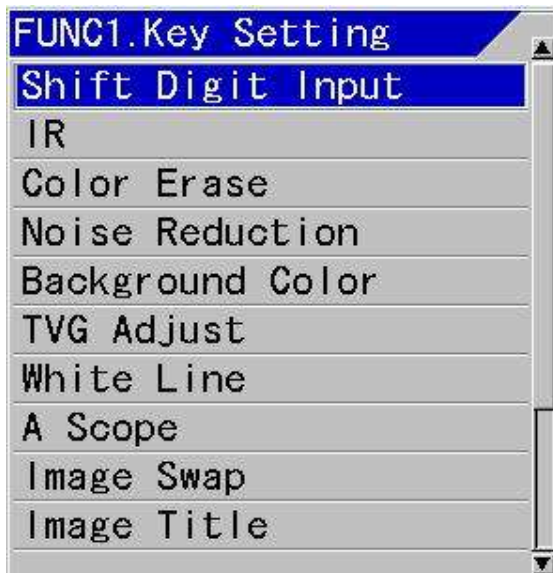 FUNC1.Key Setting
Shift Digit Input
IR
Color Erase
Noise Reduction
Background Color
TVG Adjust
White Line
A Scope
Image Swap
Image Title